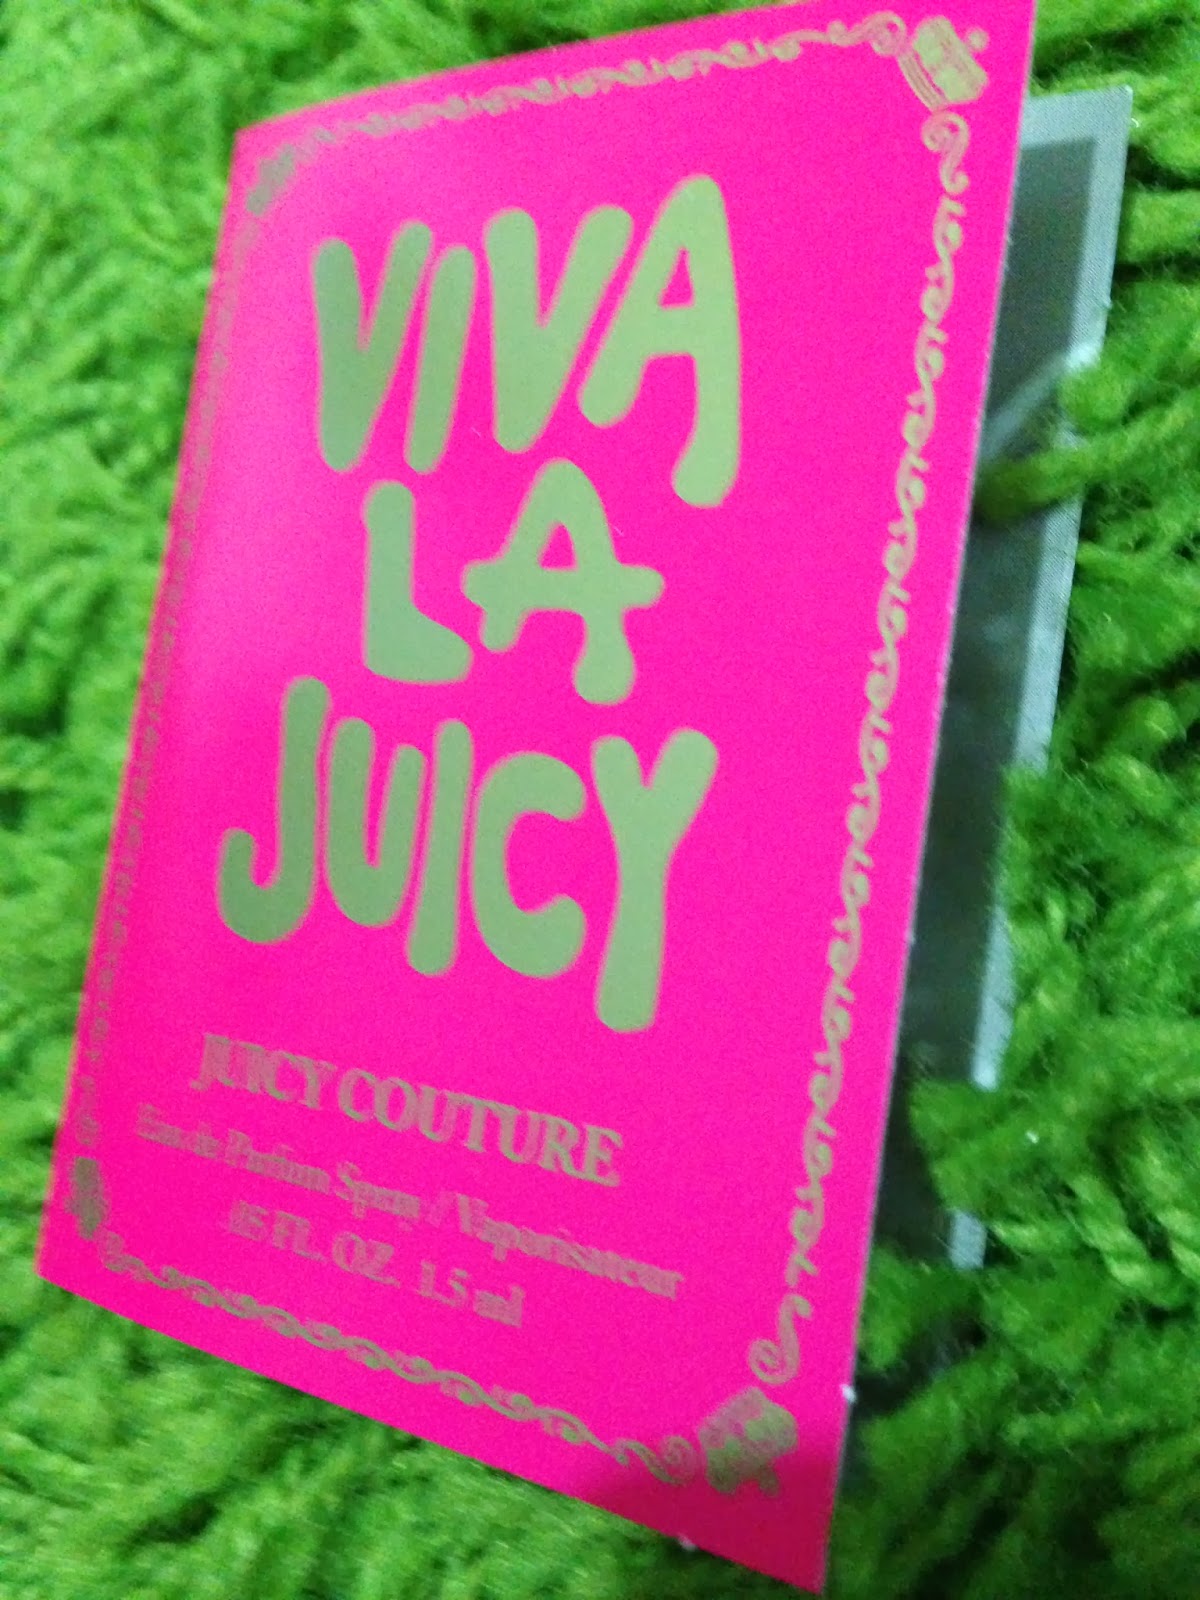 VIVA
LA
JUICY
JUICY COUTURE
Eau de Parfum Spray / Vaporisateur
.05 FL. OZ. 1.5 ml